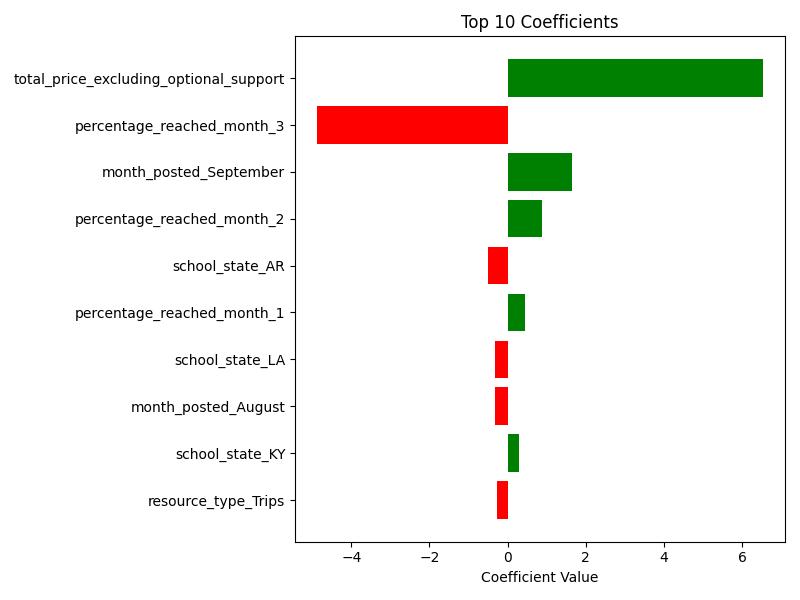 Top 10 Coefficients
total_price_excluding_optional_support
percentage_reached_month_3
month_posted_September
percentage_reached_month_2
school_state_AR
percentage_reached_month_1
school_state_LA
month_posted_August
school_state_KY
resource_type_Trips
−4 −2 0 2 4 6
Coefficient Value